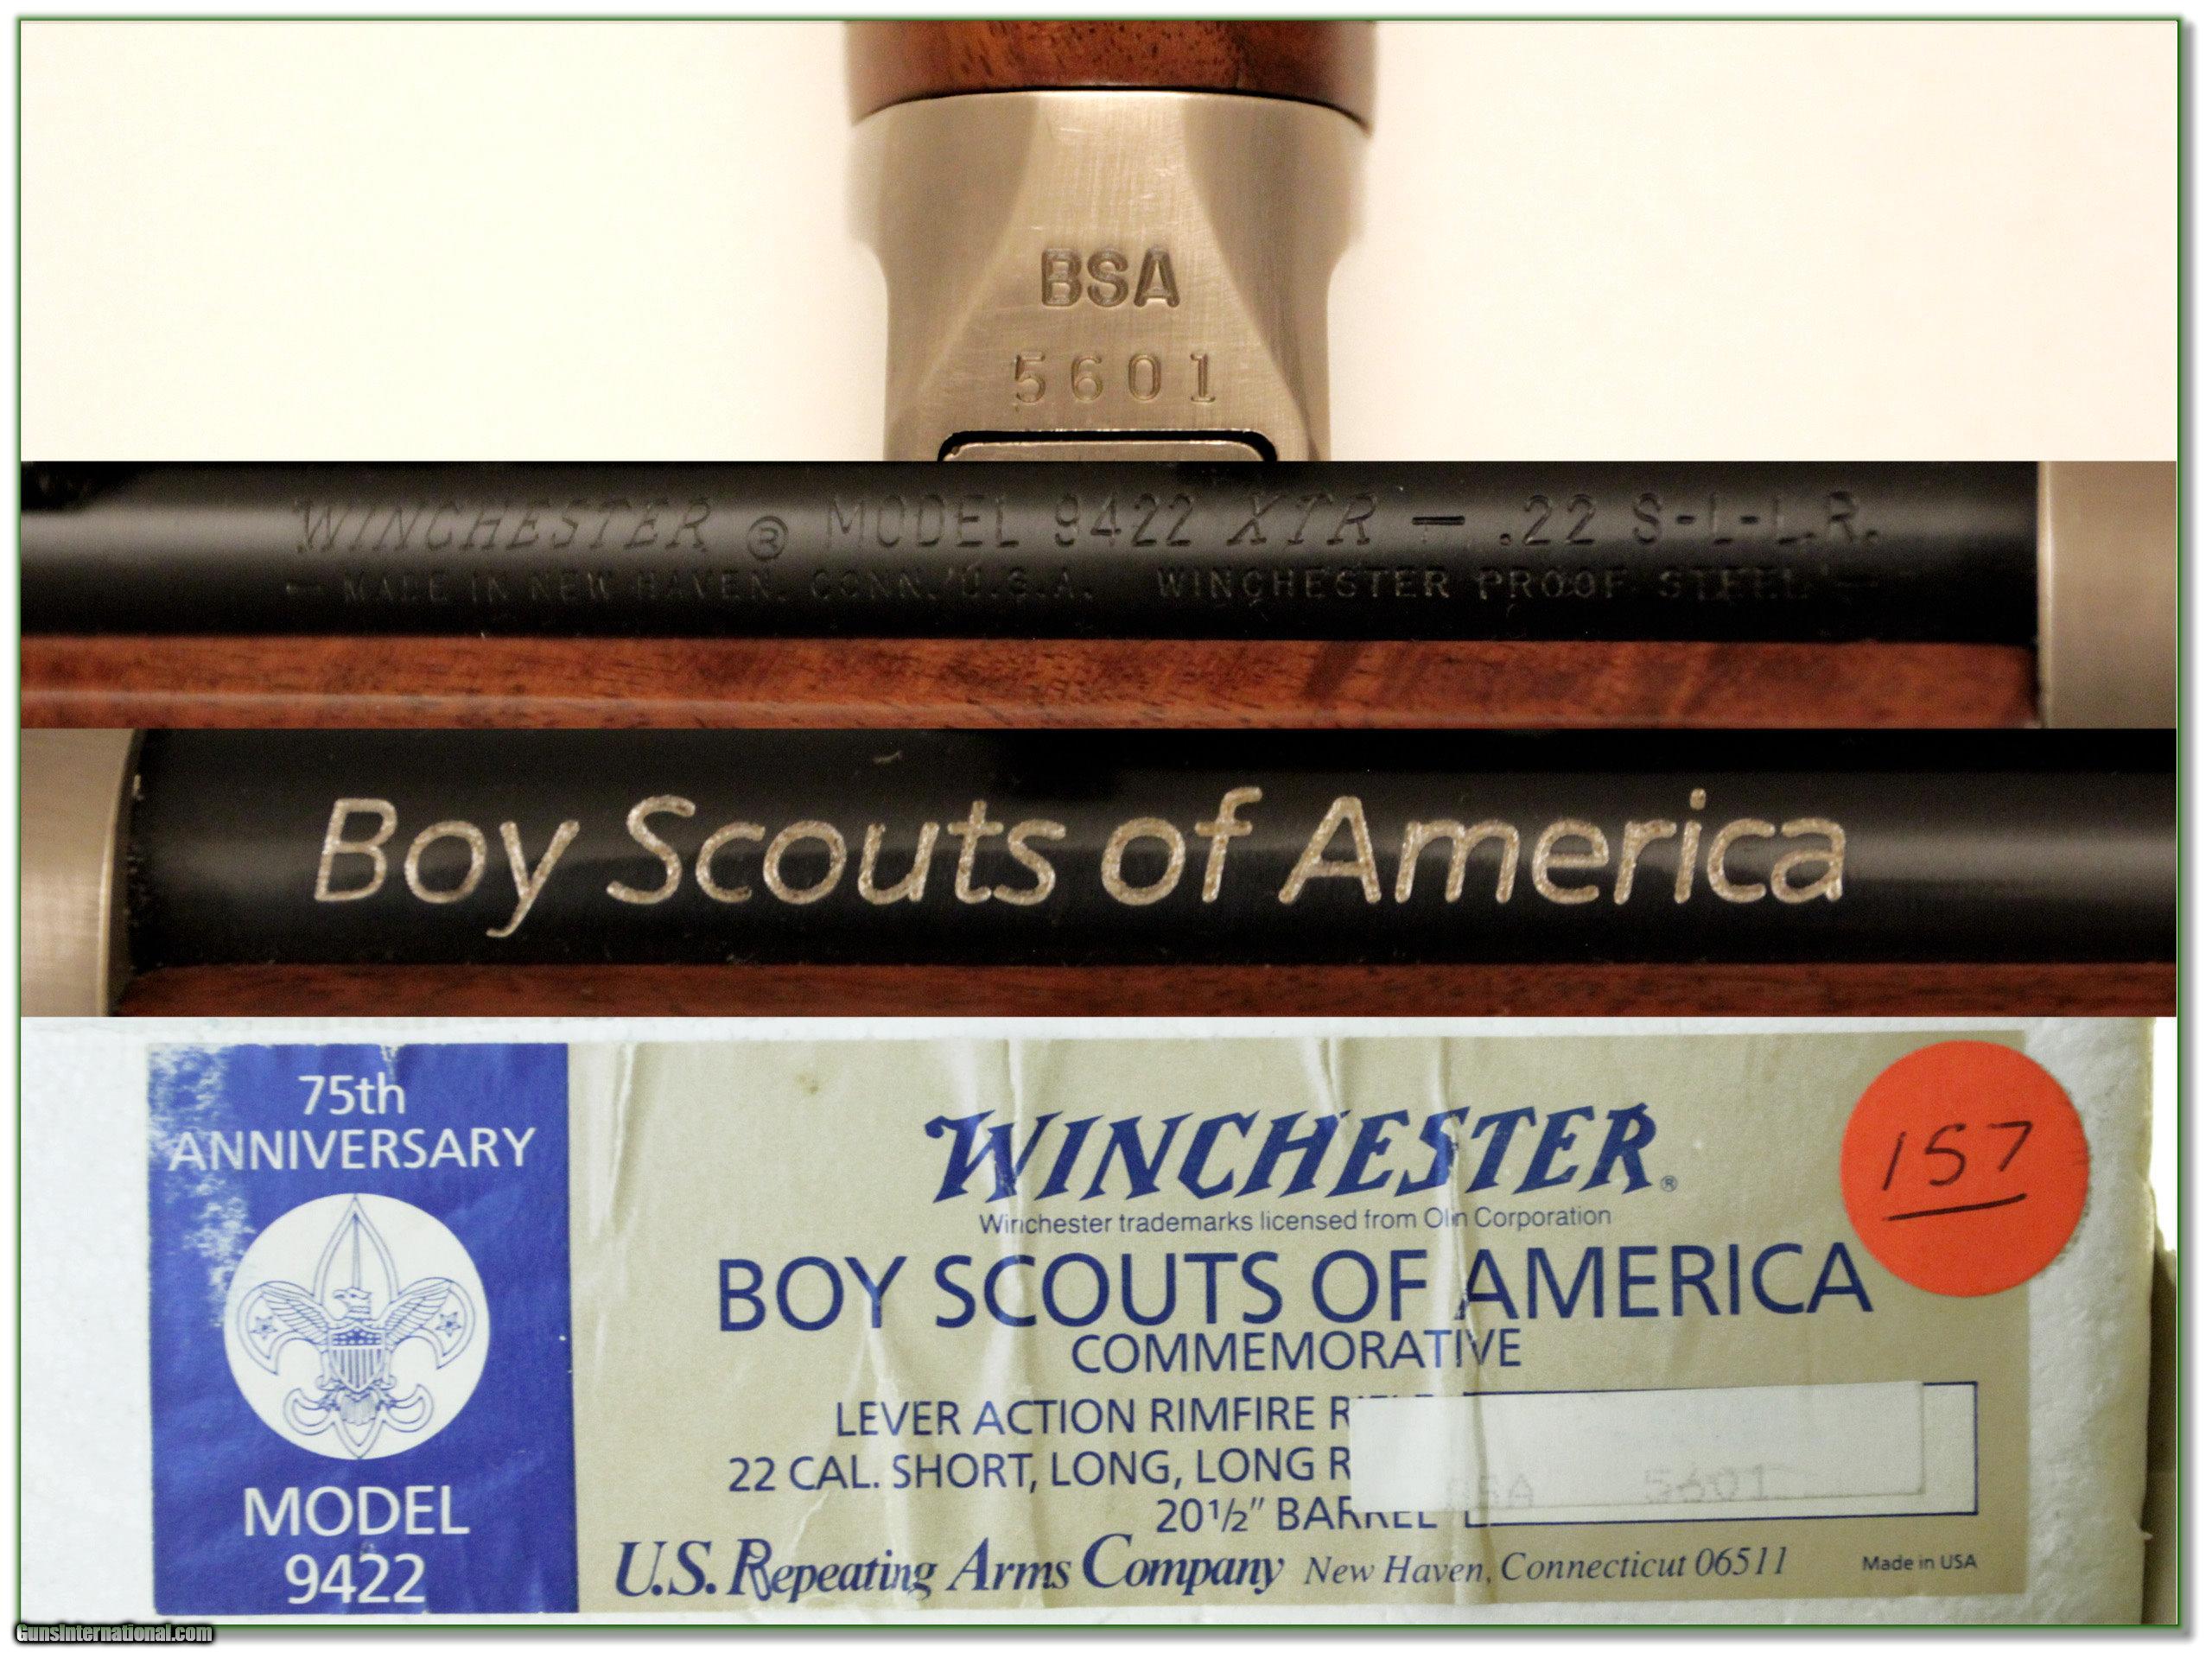 BSA
5601
WINCHESTER ® MODEL 9422 XTR — .22 S-L-L.R.
— MADE IN NEW HAVEN, CONN. U.S.A. WINCHESTER PROOF STEEL —
Boy Scouts of America
75th
ANNIVERSARY
MODEL
9422
WINCHESTER®
Winchester trademarks licensed from Olin Corporation
BOY SCOUTS OF AMERICA
COMMEMORATIVE
LEVER ACTION RIMFIRE
22 CAL. SHORT, LONG, LONG R
20 1/2" BARREL
BSA 5601
U.S. Repeating Arms Company New Haven, Connecticut 06511
Made in USA
157
GunsInternational.com